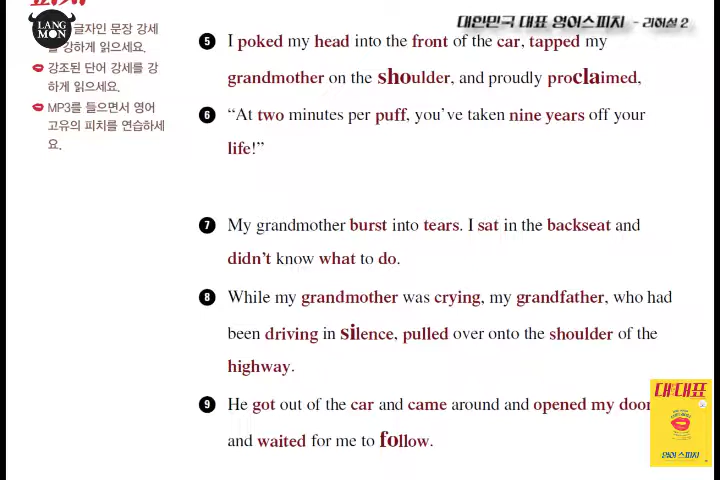 LANG
MON
글자인 문장 강세
강하게 읽으세요.
강조된 단어 강세를 강
하게 읽으세요.
MP3를 들으면서 영어
고유의 피치를 연습하세
요.
대한민국 대표 영어스피치 - 리허설 2
5 I poked my head into the front of the car, tapped my
grandmother on the shoulder, and proudly proclaimed,
6 “At two minutes per puff, you’ve taken nine years off your
life!”
7 My grandmother burst into tears. I sat in the backseat and
didn’t know what to do.
8 While my grandmother was crying, my grandfather, who had
been driving in silence, pulled over onto the shoulder of the
highway.
9 He got out of the car and came around and opened my door
and waited for me to follow.
대대표
영어 스피치